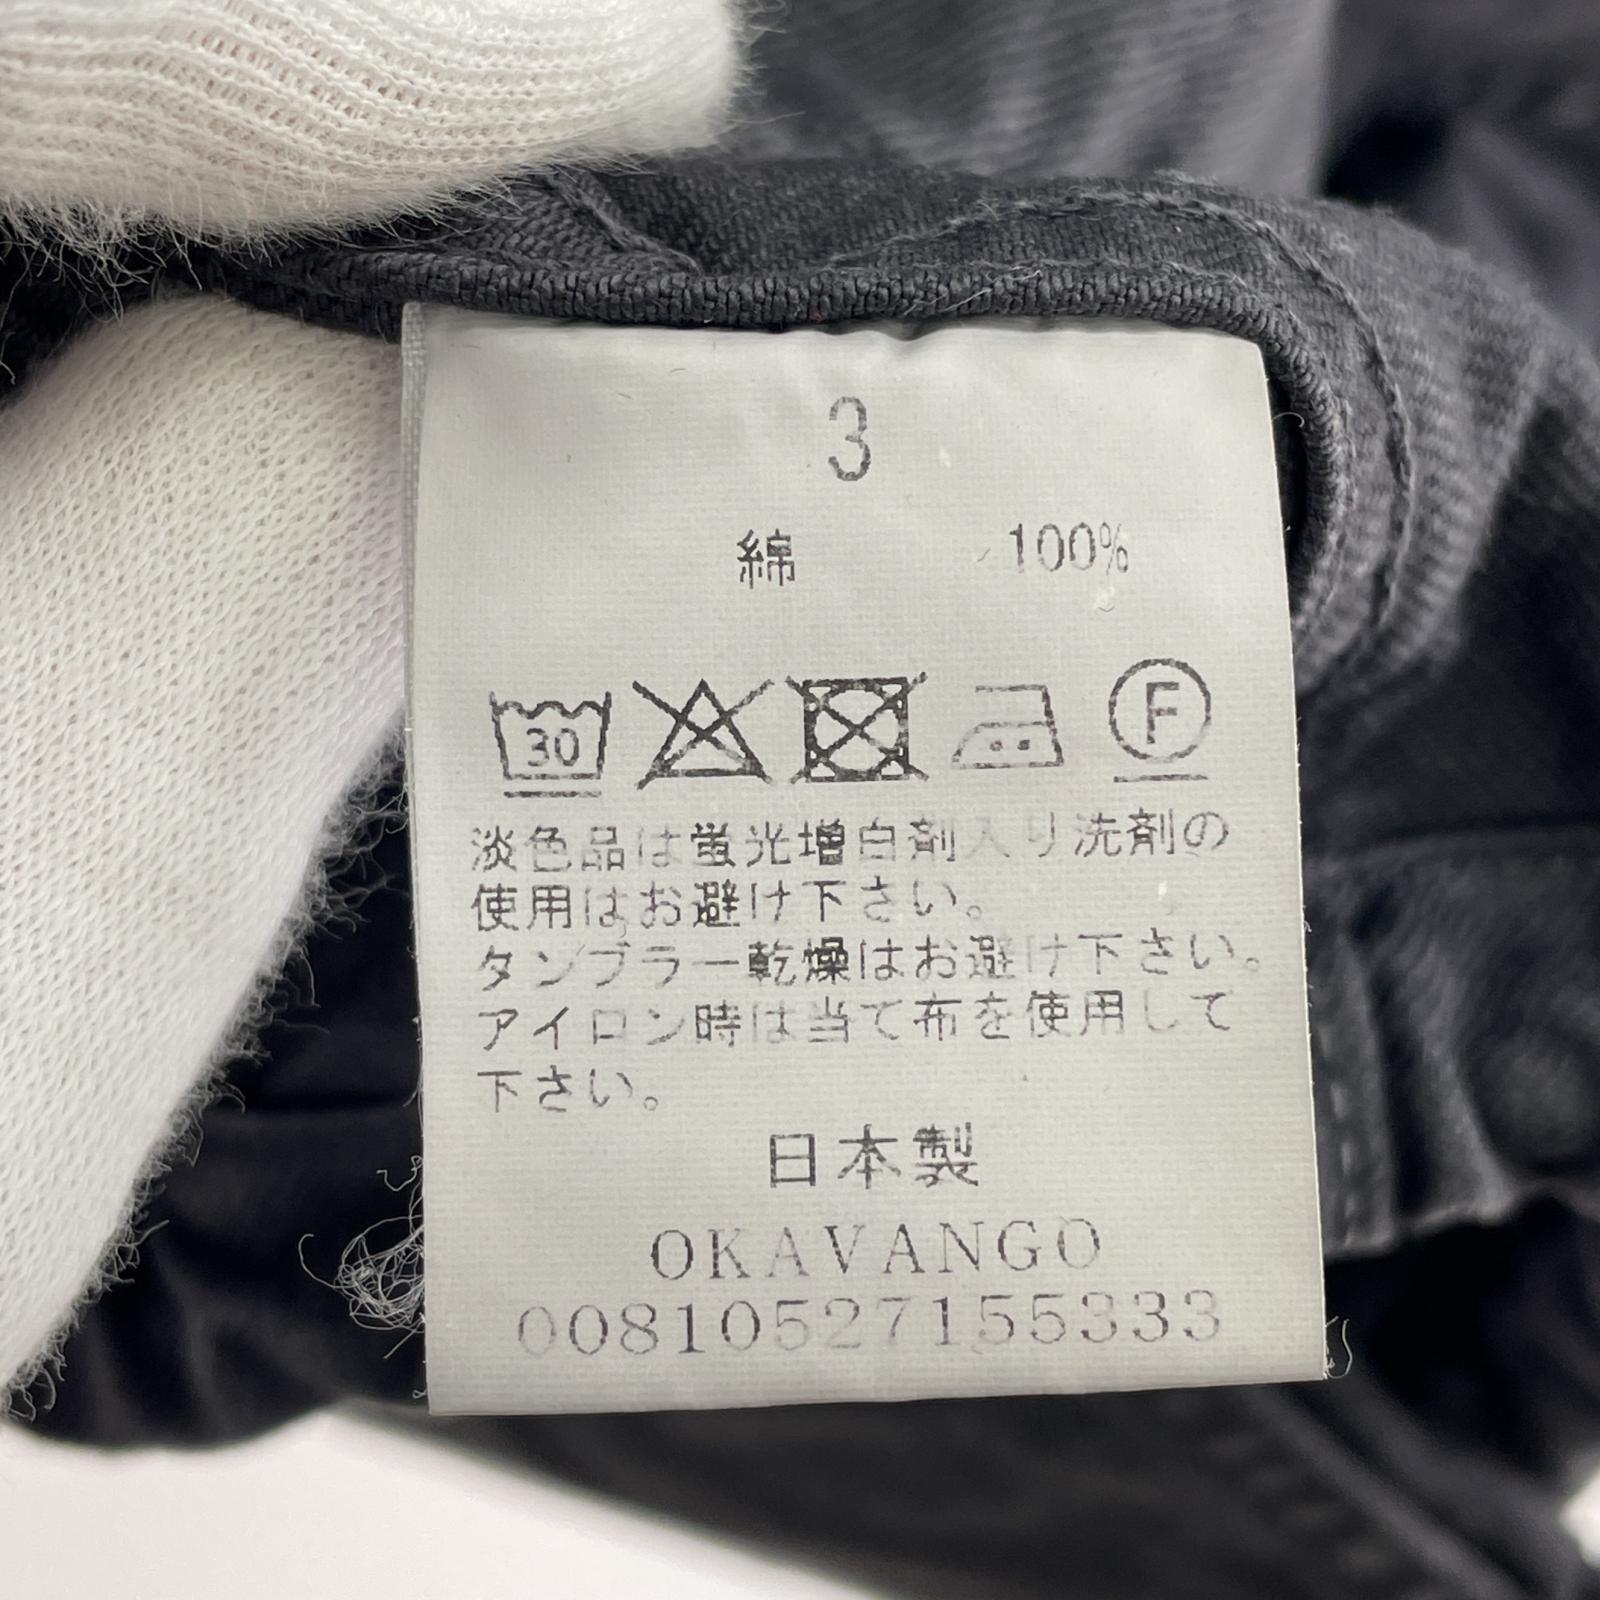 3
綿 100%
30
F
淡色品は蛍光増白剤入り洗剤の
使用はお避け下さい。
タンブラー乾燥はお避け下さい。
アイロン時は当て布を使用して
下さい。
日本製
OKAVANGO
00810527155333